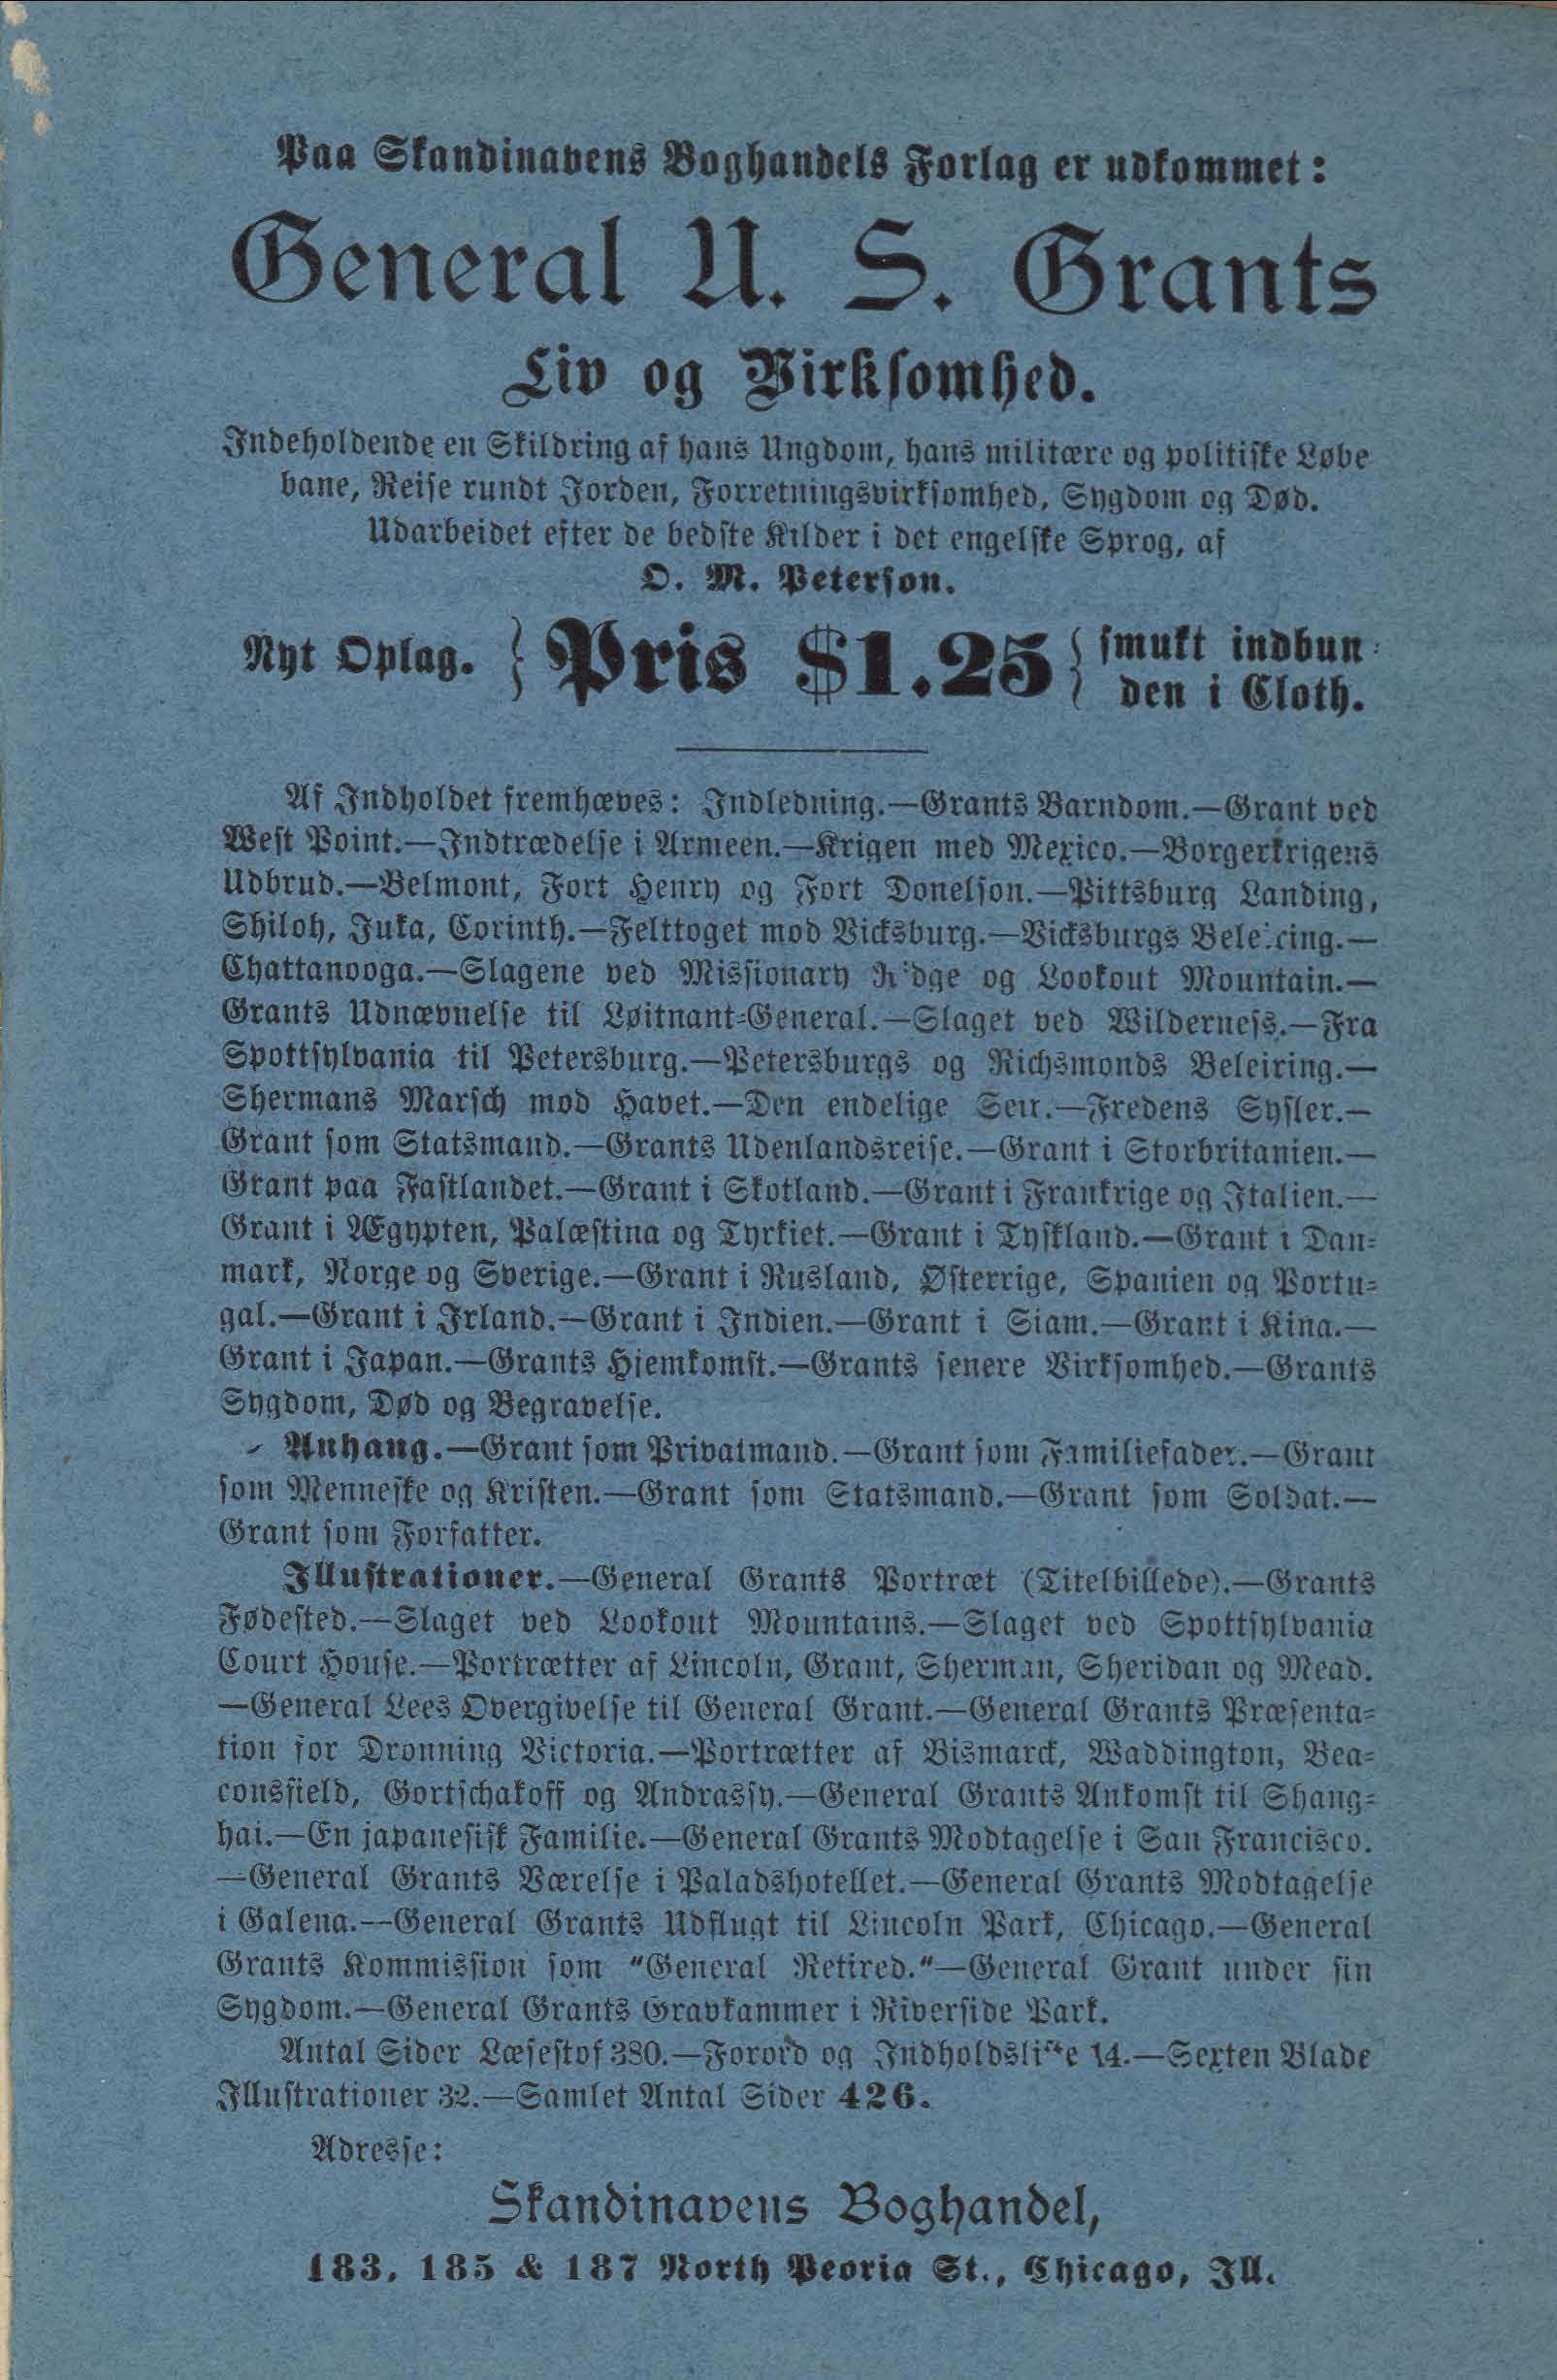 Paa Skandinavens Boghandels Forlag er udkommet:
General U. S. Grants
Liv og Virksomhed.
Indeholdende en Skildring af hans Ungdom, hans militære og politiske Løbe
bane, Reise rundt Jorden, Forretningsvirksomhed, Sygdom og Død.
Udarbeidet efter de bedste Kilder i det engelske Sprog, af
O. M. Peterson.
Nyt Oplag. } Pris $1.25 { smukt indbun-
den i Cloth.
Af Indholdet fremhæves: Indledning.—Grants Barndom.—Grant ved
West Point.—Indtrædelse i Armeen.—Krigen med Mexico.—Borgerkrigens
Udbrud.—Belmont, Fort Henry og Fort Donelson.—Pittsburg Landing,
Shiloh, Juka, Corinth.—Felttoget mod Vicksburg.—Vicksburgs Beleiring.—
Chattanooga.—Slagene ved Missionary Ridge og Lookout Mountain.—
Grants Udnævnelse til Løitnant-General.—Slaget ved Wilderness.—Fra
Spottsylvania til Petersburg.—Petersburgs og Richsmonds Beleiring.—
Shermans Marsch mod Havet.—Den endelige Seir.—Fredens Sysler.—
Grant som Statsmand.—Grants Udenlandsreise.—Grant i Storbritanien.—
Grant paa Fastlandet.—Grant i Skotland.—Grant i Frankrige og Italien.—
Grant i Ægypten, Palæstina og Tyrkiet.—Grant i Tyskland.—Grant i Dan-
mark, Norge og Sverige.—Grant i Rusland, Østerrige, Spanien og Portu-
gal.—Grant i Irland.—Grant i Indien.—Grant i Siam.—Grant i Kina.—
Grant i Japan.—Grants Hjemkomst.—Grants senere Virksomhed.—Grants
Sygdom, Død og Begravelse.
Anhang.—Grant som Privatmand.—Grant som Familiefader.—Grant
som Menneske og Kristen.—Grant som Statsmand.—Grant som Soldat.—
Grant som Forfatter.
Illustrationer.—General Grants Portræt (Titelbillede).—Grants
Fødested.—Slaget ved Lookout Mountains.—Slaget ved Spottsylvania
Court House.—Portrætter af Lincoln, Grant, Sherman, Sheridan og Mead.
—General Lees Overgivelse til General Grant.—General Grants Præsenta-
tion for Dronning Victoria.—Portrætter af Bismarck, Waddington, Bea-
consfield, Gortschakoff og Andrassy.—General Grants Ankomst til Shang-
hai.—En japanesisk Familie.—General Grants Modtagelse i San Francisco.
—General Grants Værelse i Paladshotellet.—General Grants Modtagelse
i Galena.—General Grants Udflugt til Lincoln Park, Chicago.—General
Grants Kommission som "General Retired."—General Grant under sin
Sygdom.—General Grants Gravkammer i Riverside Park.
Antal Sider Læsestof 380.—Forord og Indholdsliste 14.—Sexten Blade
Illustrationer 32.—Samlet Antal Sider 426.
Adresse:
Skandinavens Boghandel,
183, 185 & 187 North Peoria St., Chicago, Ill.